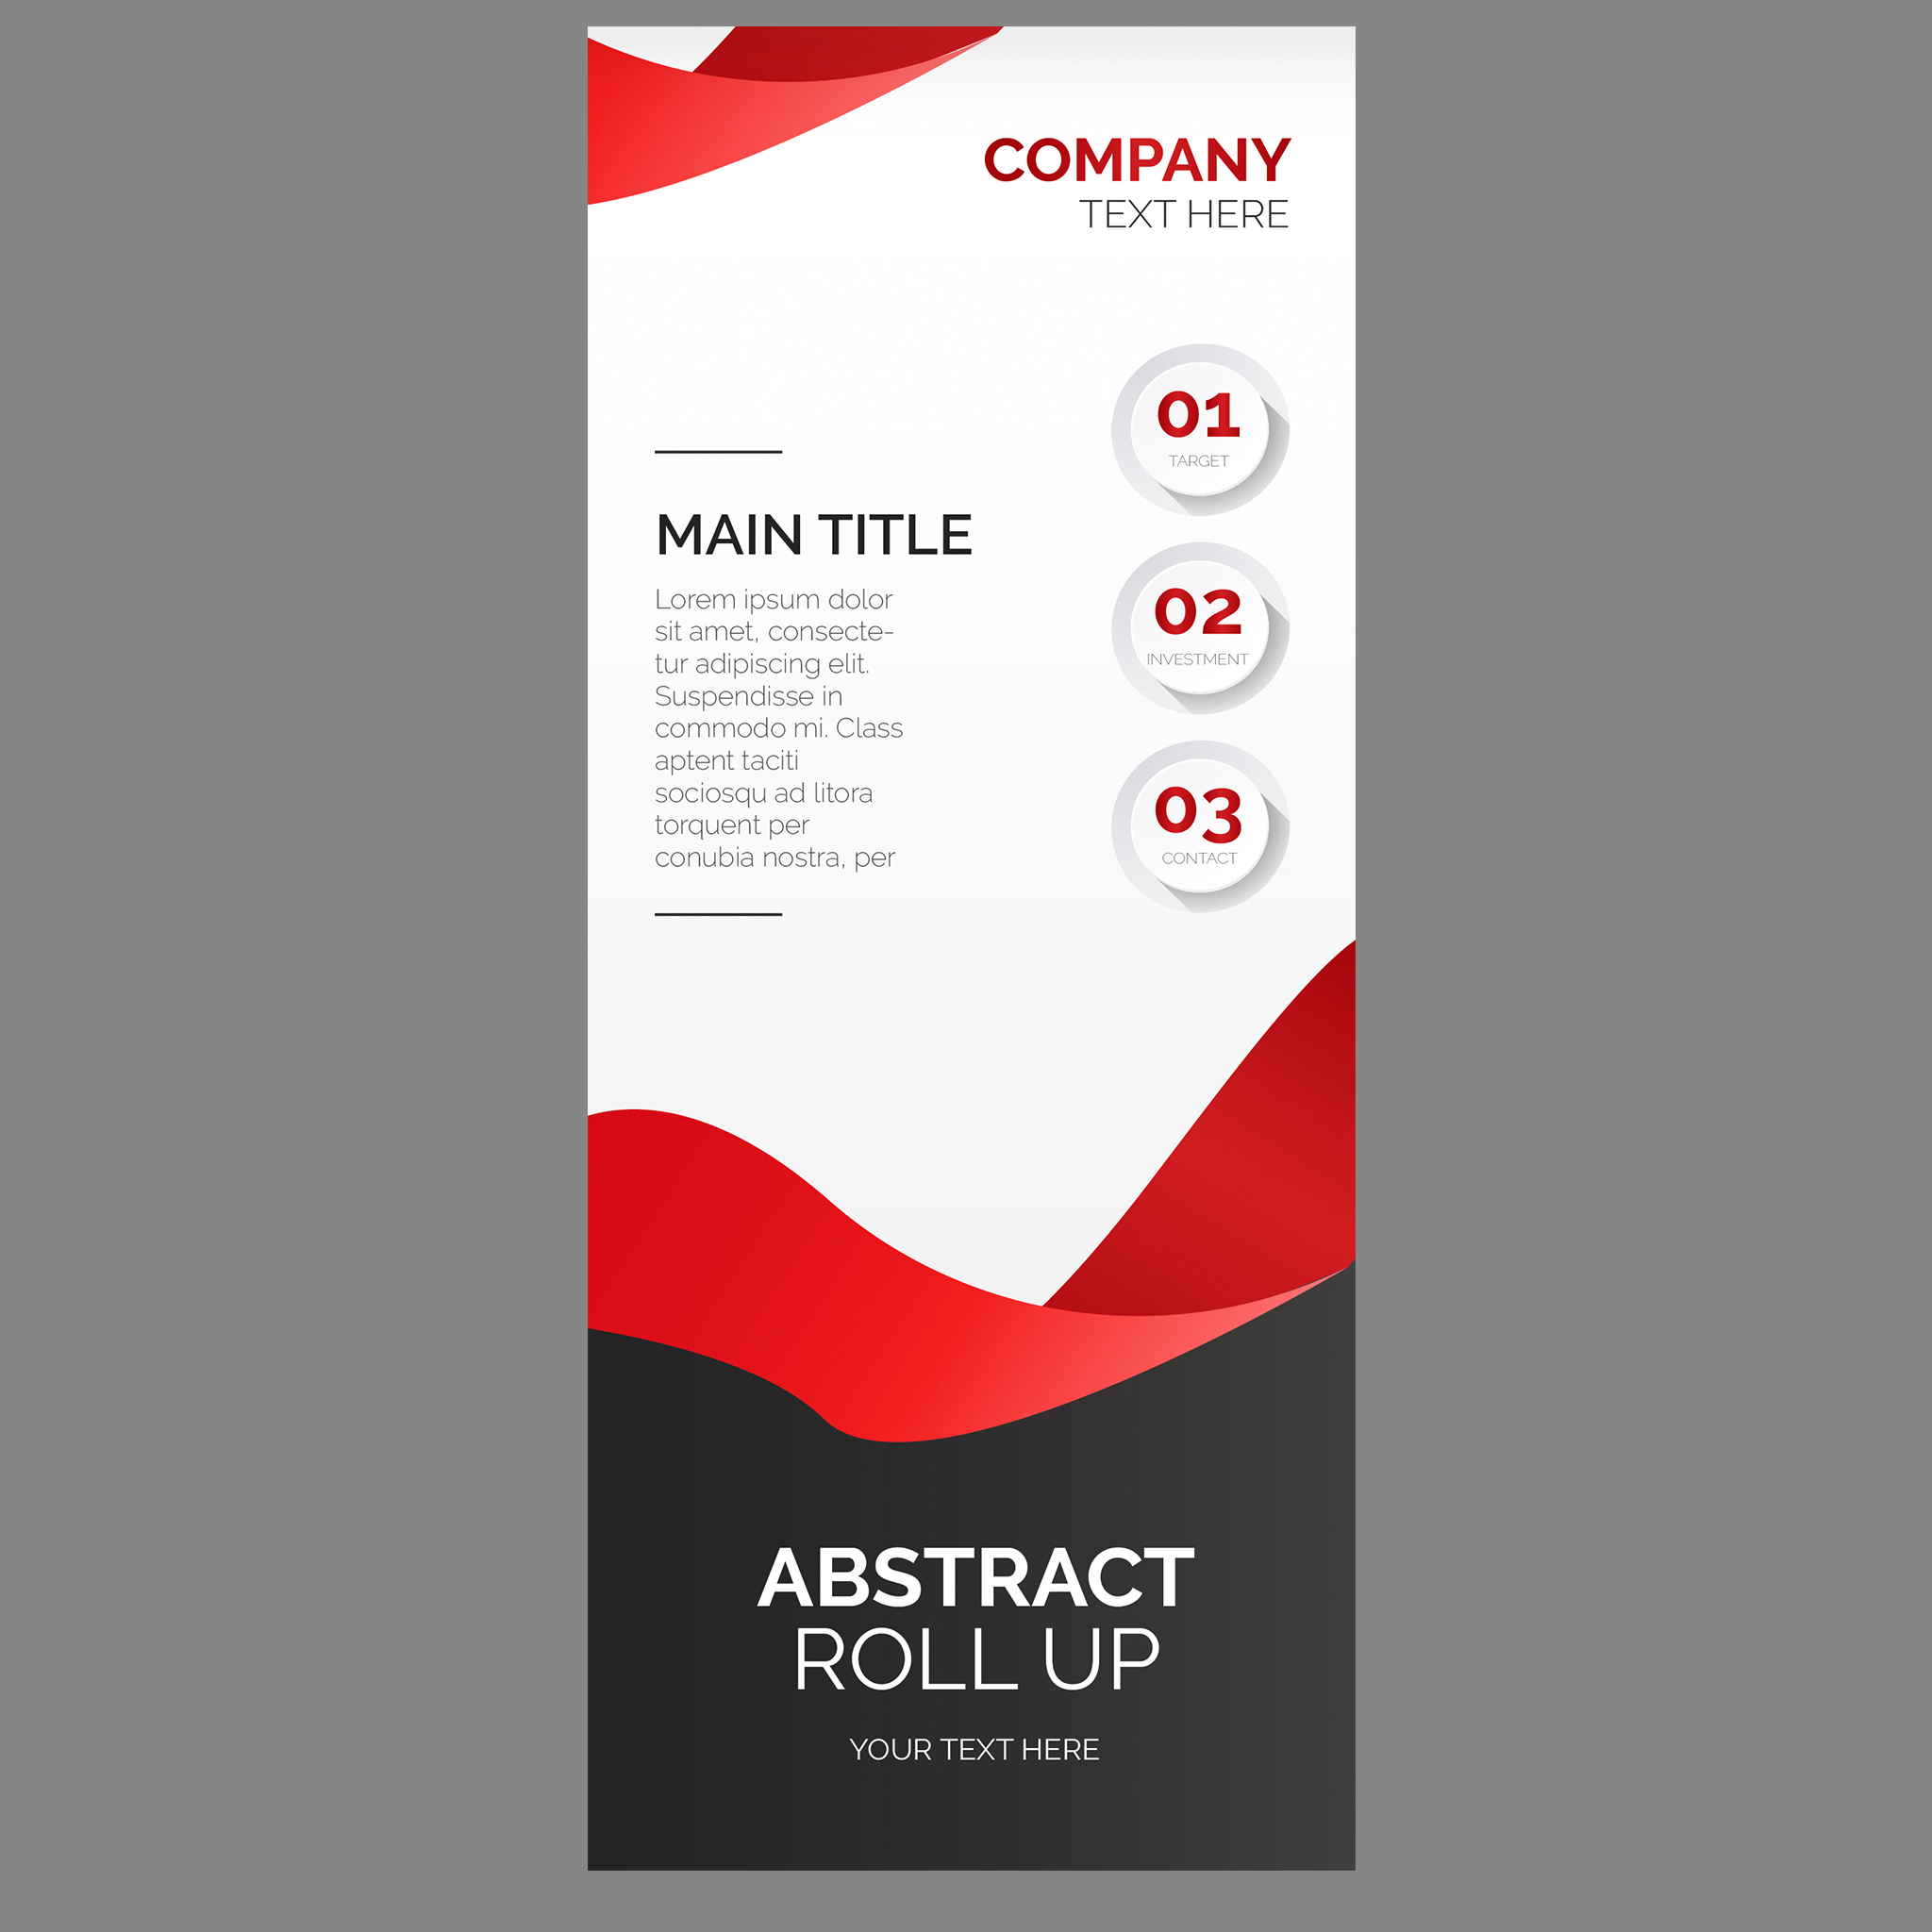 COMPANY
TEXT HERE
MAIN TITLE
Lorem ipsum dolor
sit amet, consecte-
tur adipiscing elit.
Suspendisse in
commodo mi. Class
aptent taciti
sociosqu ad litora
torquent per
conubia nostra, per
01
TARGET
02
INVESTMENT
03
CONTACT
ABSTRACT
ROLL UP
YOUR TEXT HERE